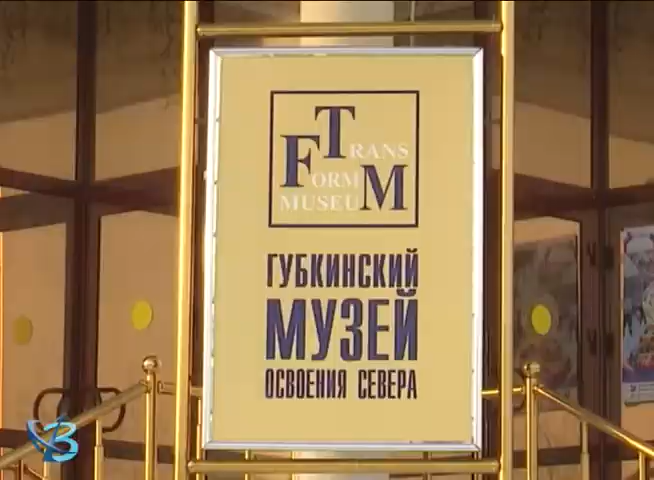 TRANS
FORM
MUSEUM
ГУБКИНСКИЙ
МУЗЕЙ
ОСВОЕНИЯ СЕВЕРА
В